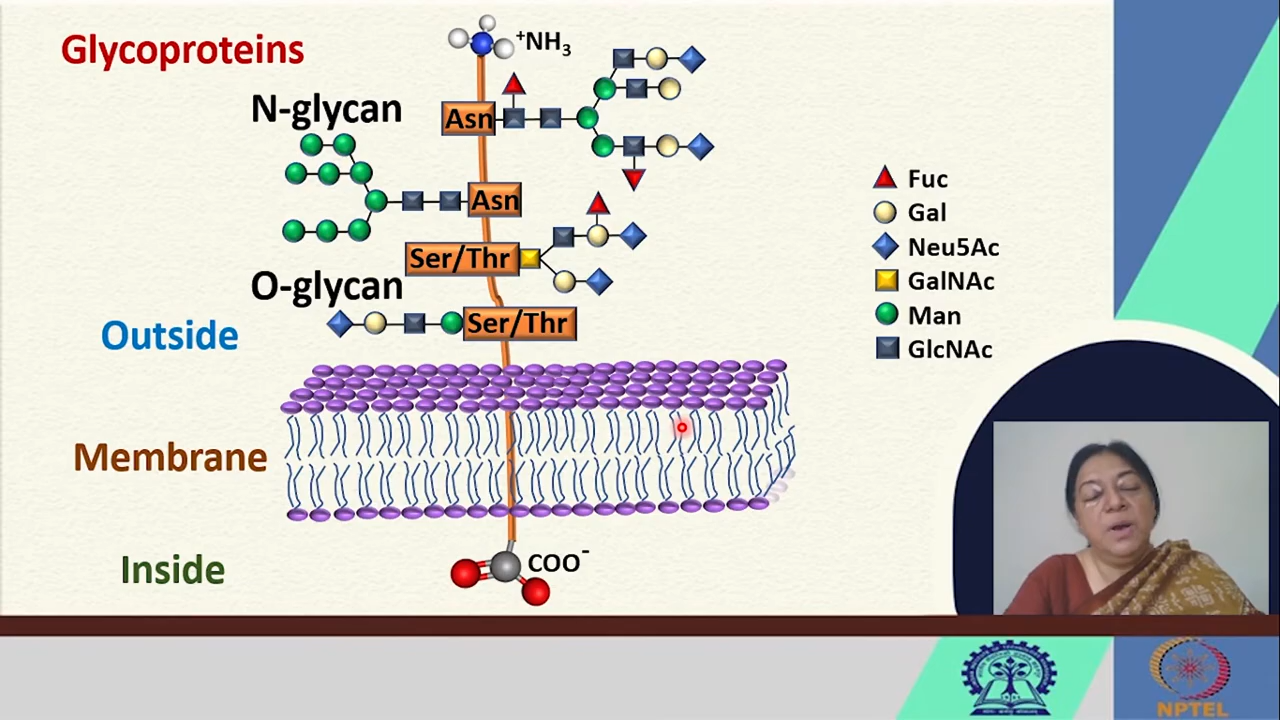 Glycoproteins
⁺NH₃
N-glycan
Asn
Asn
Ser/Thr
O-glycan
Ser/Thr
Outside
Membrane
Inside
COO⁻
Fuc
Gal
Neu5Ac
GalNAc
Man
GlcNAc
NPTEL